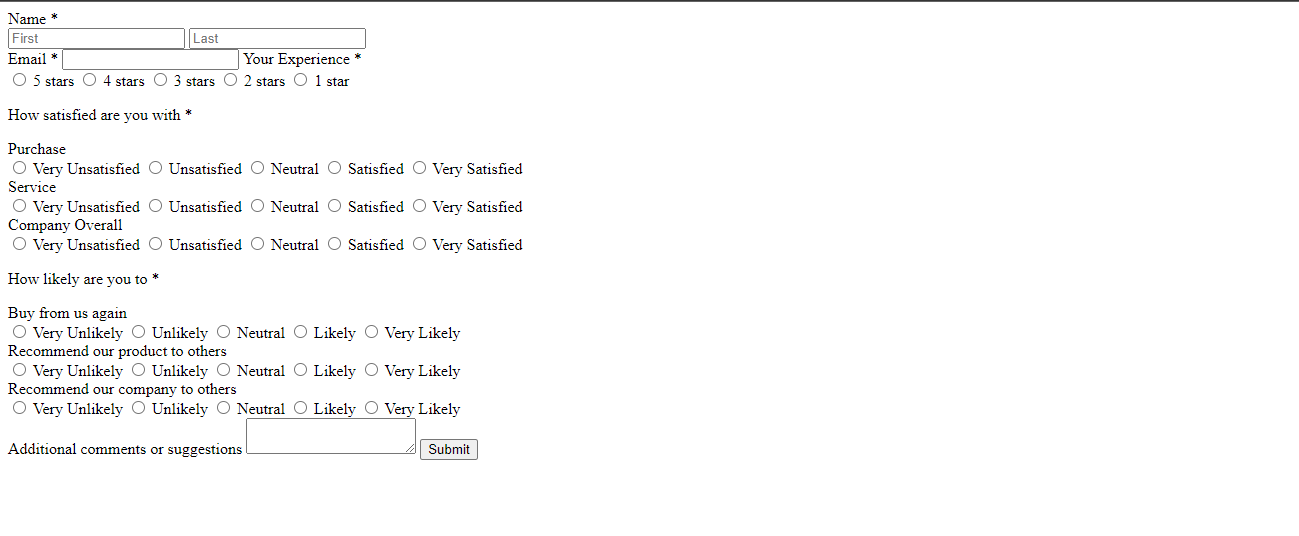 Name *
First Last
Email * Your Experience *
5 stars 4 stars 3 stars 2 stars 1 star
How satisfied are you with *
Purchase
Very Unsatisfied Unsatisfied Neutral Satisfied Very Satisfied
Service
Very Unsatisfied Unsatisfied Neutral Satisfied Very Satisfied
Company Overall
Very Unsatisfied Unsatisfied Neutral Satisfied Very Satisfied
How likely are you to *
Buy from us again
Very Unlikely Unlikely Neutral Likely Very Likely
Recommend our product to others
Very Unlikely Unlikely Neutral Likely Very Likely
Recommend our company to others
Very Unlikely Unlikely Neutral Likely Very Likely
Additional comments or suggestions Submit